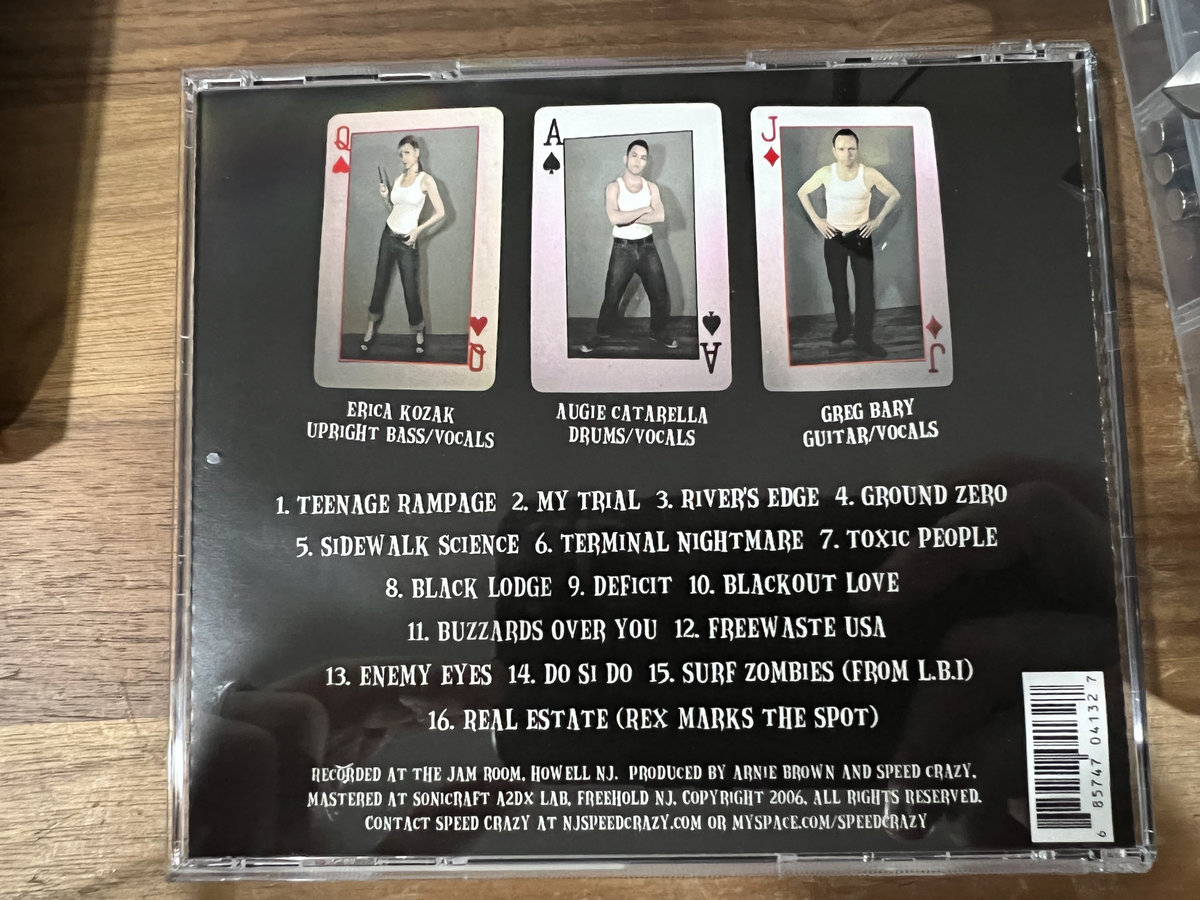 Q
A
J
Q
A
J
ERICA KOZAK
UPRIGHT BASS/VOCALS
AUGIE CATARELLA
DRUMS/VOCALS
GREG BARY
GUITAR/VOCALS
1. TEENAGE RAMPAGE 2. MY TRIAL 3. RIVER'S EDGE 4. GROUND ZERO
5. SIDEWALK SCIENCE 6. TERMINAL NIGHTMARE 7. TOXIC PEOPLE
8. BLACK LODGE 9. DEFICIT 10. BLACKOUT LOVE
11. BUZZARDS OVER YOU 12. FREEWASTE USA
13. ENEMY EYES 14. DO SI DO 15. SURF ZOMBIES (FROM L.B.I)
16. REAL ESTATE (REX MARKS THE SPOT)
RECORDED AT THE JAM ROOM, HOWELL NJ. PRODUCED BY ARNIE BROWN AND SPEED CRAZY.
MASTERED AT SONICRAFT A2DX LAB, FREEHOLD NJ. COPYRIGHT 2006. ALL RIGHTS RESERVED.
CONTACT SPEED CRAZY AT NJSPEEDCRAZY.COM OR MYSPACE.COM/SPEEDCRAZY
6 85747 04132 7